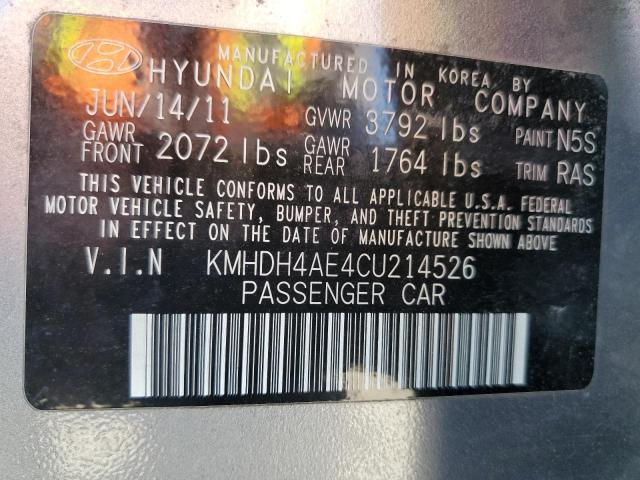 MANUFACTURED IN KOREA BY
HYUNDAI MOTOR COMPANY
JUN/14/11 GVWR 3792 lbs PAINT N5S
GAWR FRONT 2072 lbs GAWR REAR 1764 lbs TRIM RAS
THIS VEHICLE CONFORMS TO ALL APPLICABLE U.S.A. FEDERAL
MOTOR VEHICLE SAFETY, BUMPER, AND THEFT PREVENTION STANDARDS
IN EFFECT ON THE DATE OF MANUFACTURE SHOWN ABOVE
V.I.N KMHDH4AE4CU214526
PASSENGER CAR